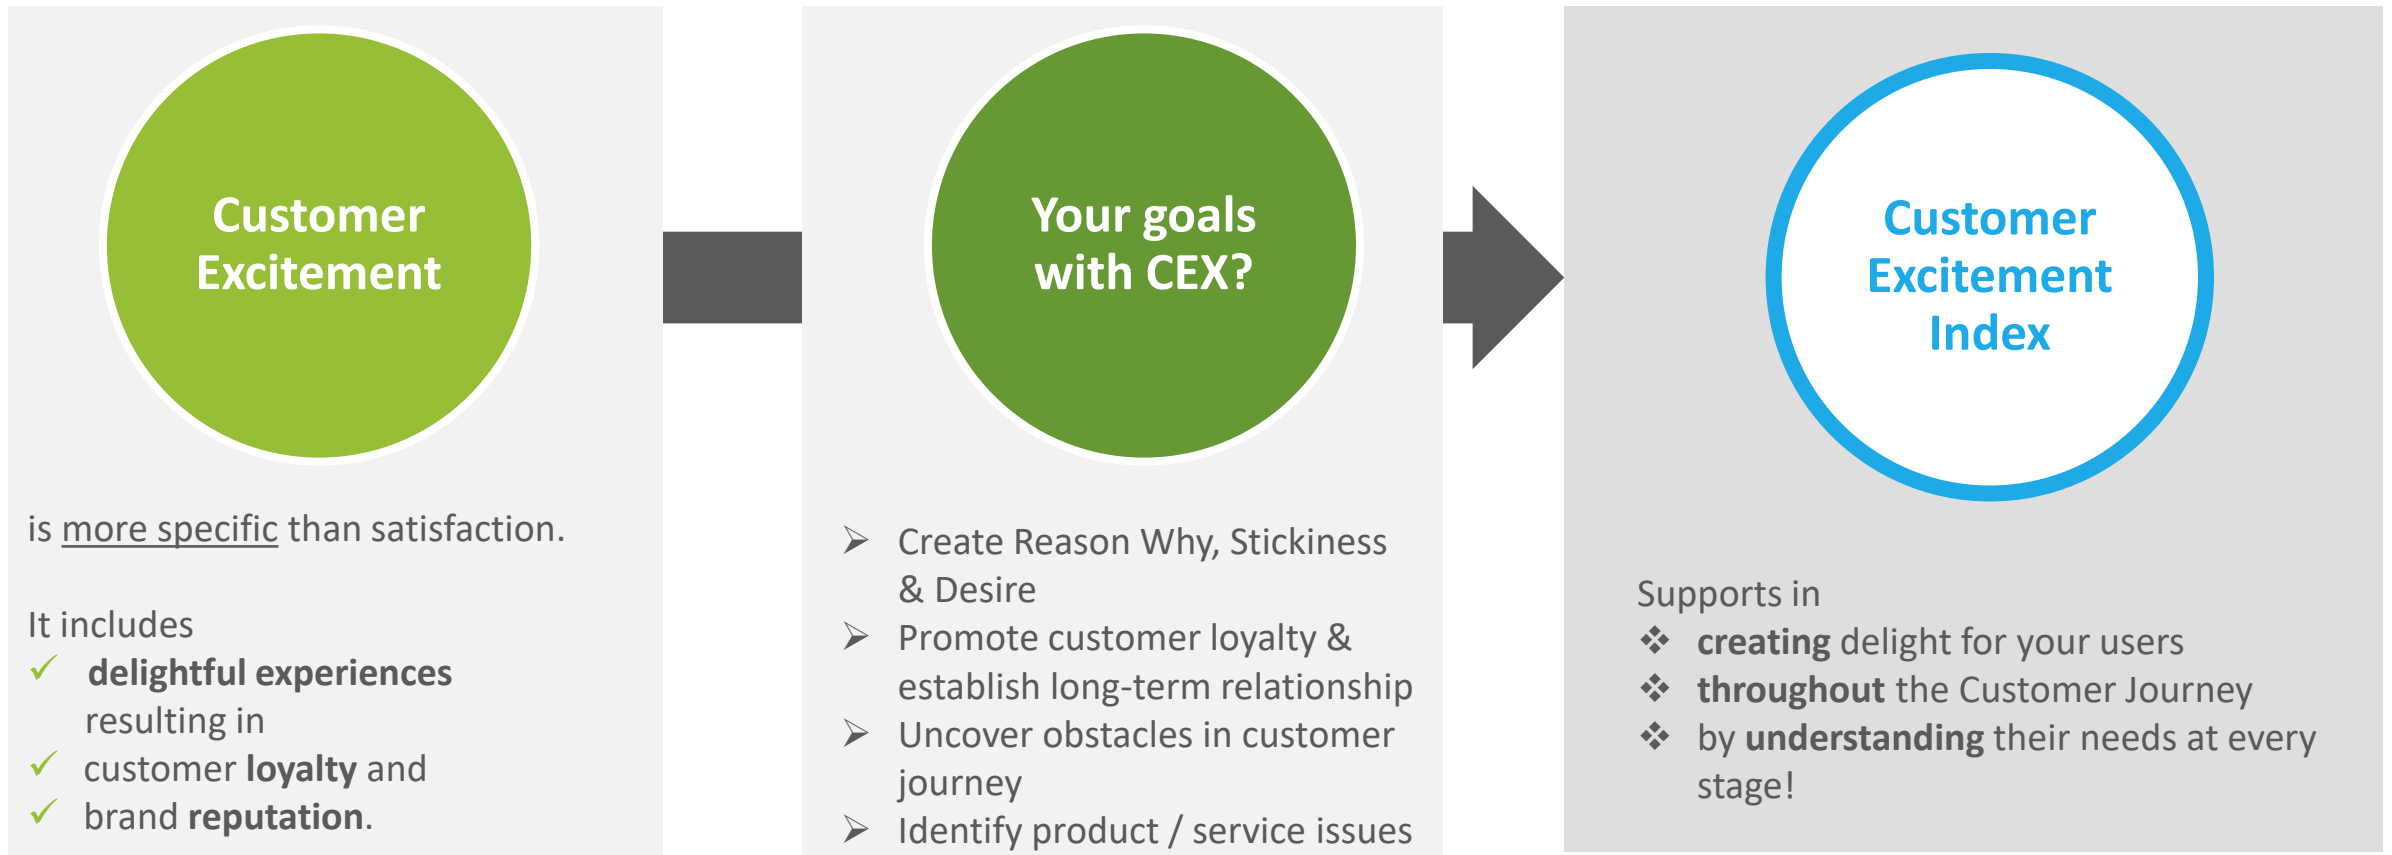 Customer
Excitement
is more specific than satisfaction.
It includes
✓ delightful experiences
resulting in
✓ customer loyalty and
✓ brand reputation.
Your goals
with CEX?
➢ Create Reason Why, Stickiness
& Desire
➢ Promote customer loyalty &
establish long-term relationship
➢ Uncover obstacles in customer
journey
➢ Identify product / service issues
Customer
Excitement
Index
Supports in
❖ creating delight for your users
❖ throughout the Customer Journey
❖ by understanding their needs at every
stage!